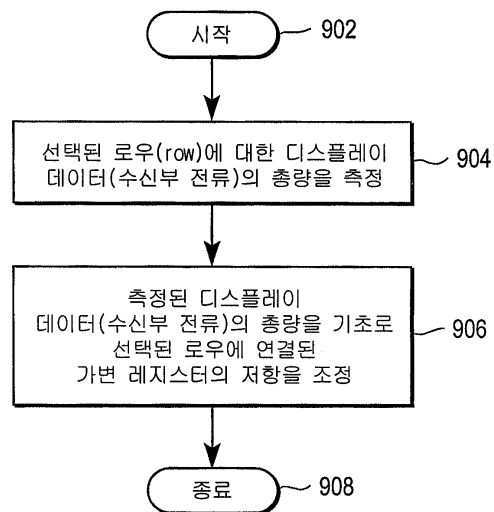 시작
902
선택된 로우(row)에 대한 디스플레이
데이터(수신부 전류)의 총량을 측정
904
측정된 디스플레이
데이터(수신부 전류)의 총량을 기초로
선택된 로우에 연결된
가변 레지스터의 저항을 조정
906
종료
908